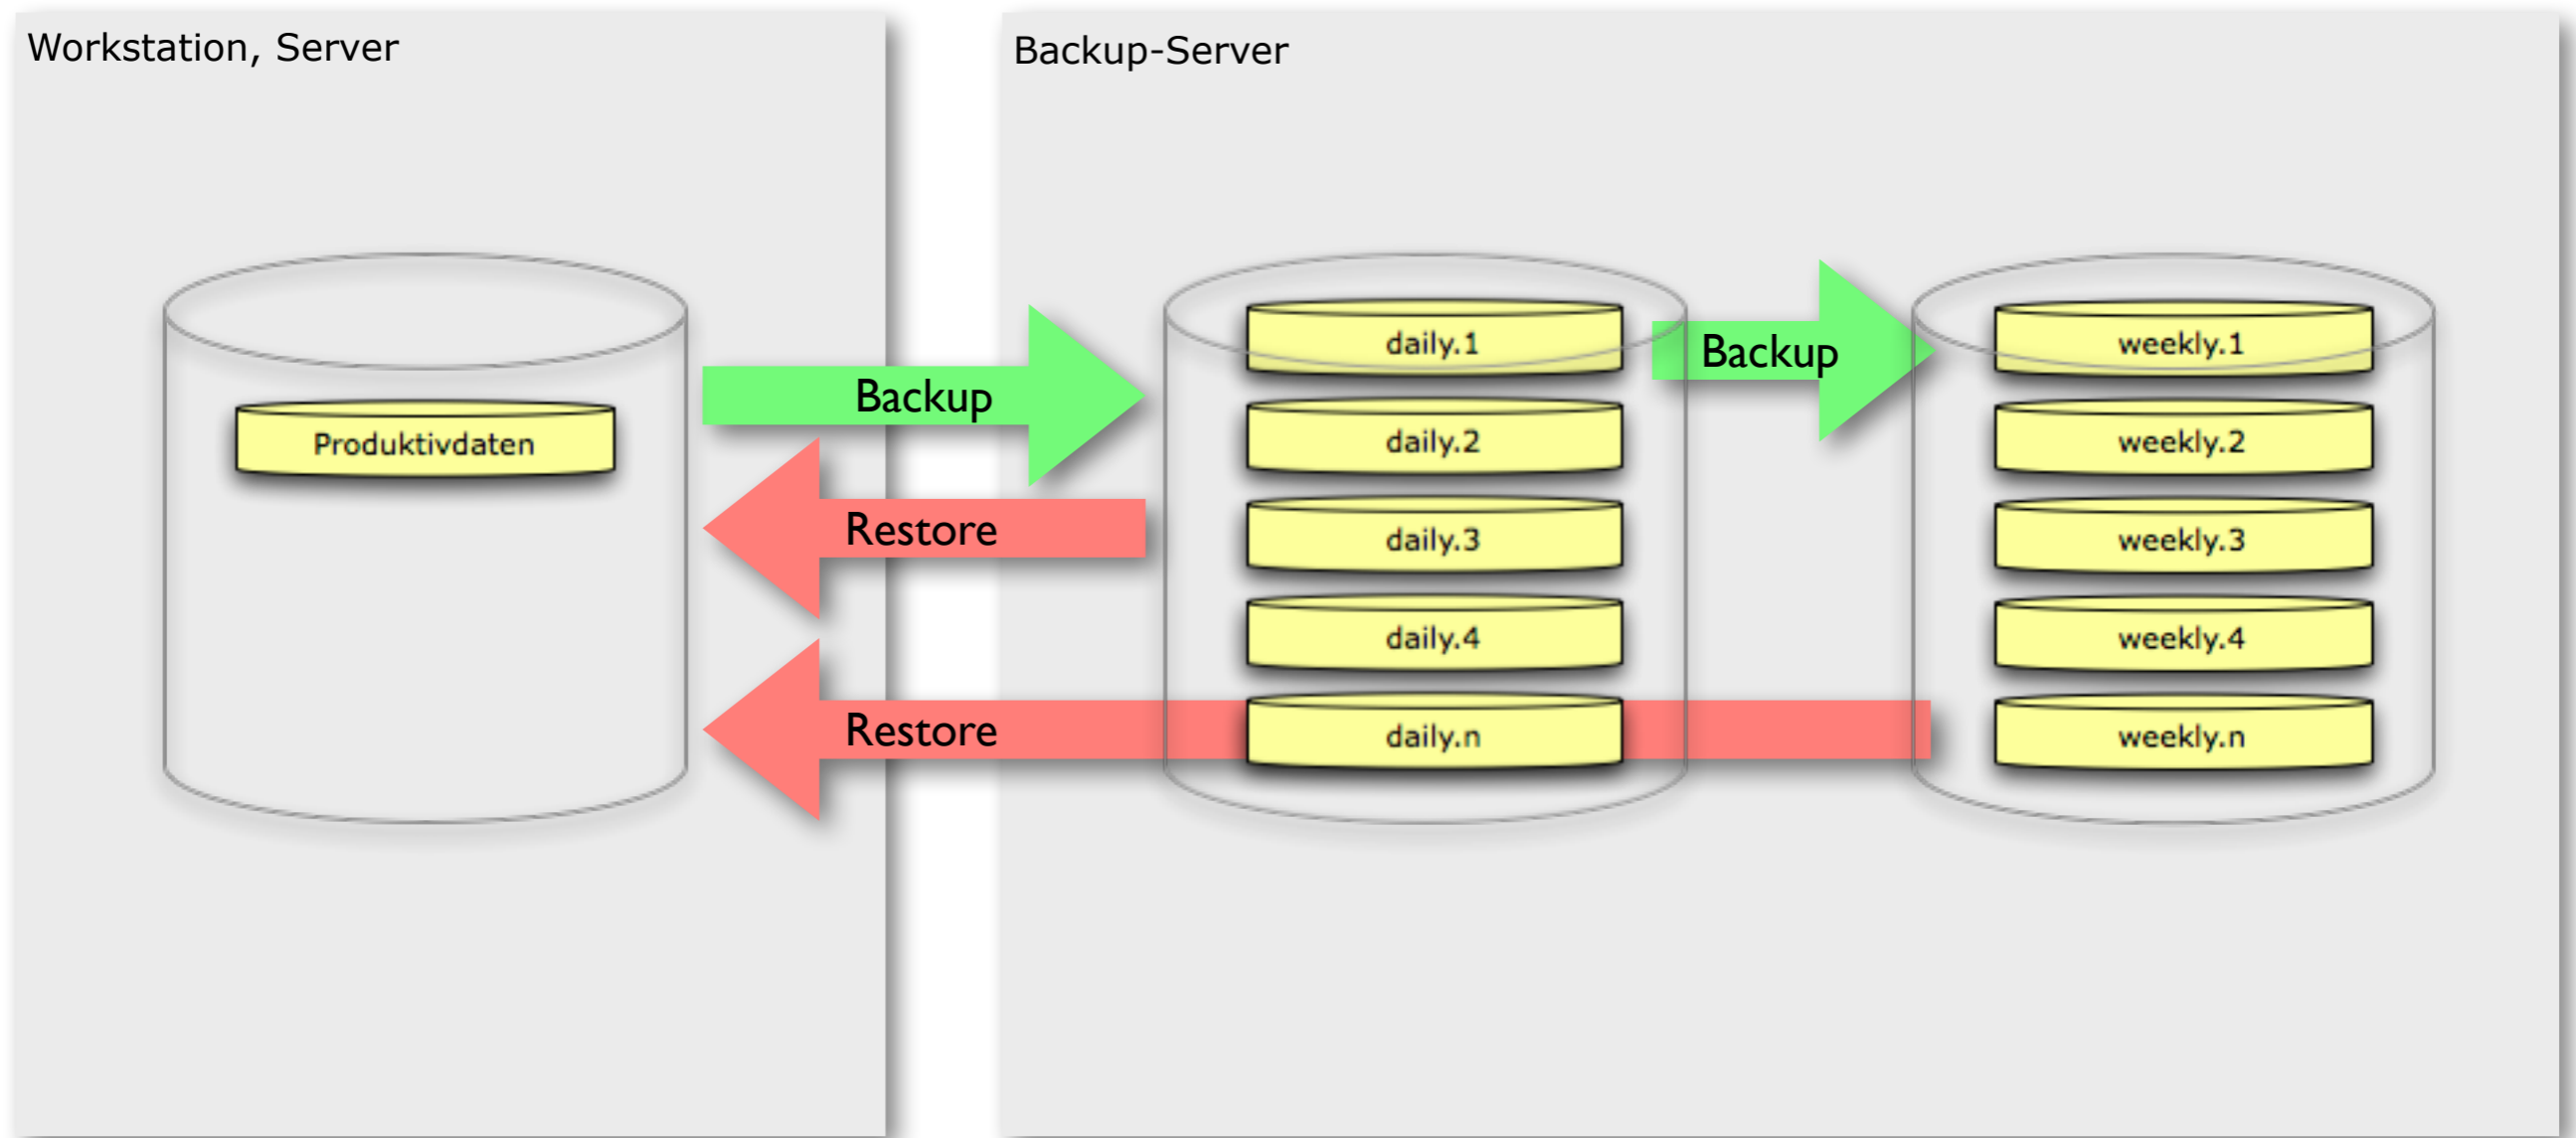 Workstation, Server
Backup-Server
Produktivdaten
Backup
Restore
Restore
daily.1
daily.2
daily.3
daily.4
daily.n
Backup
weekly.1
weekly.2
weekly.3
weekly.4
weekly.n